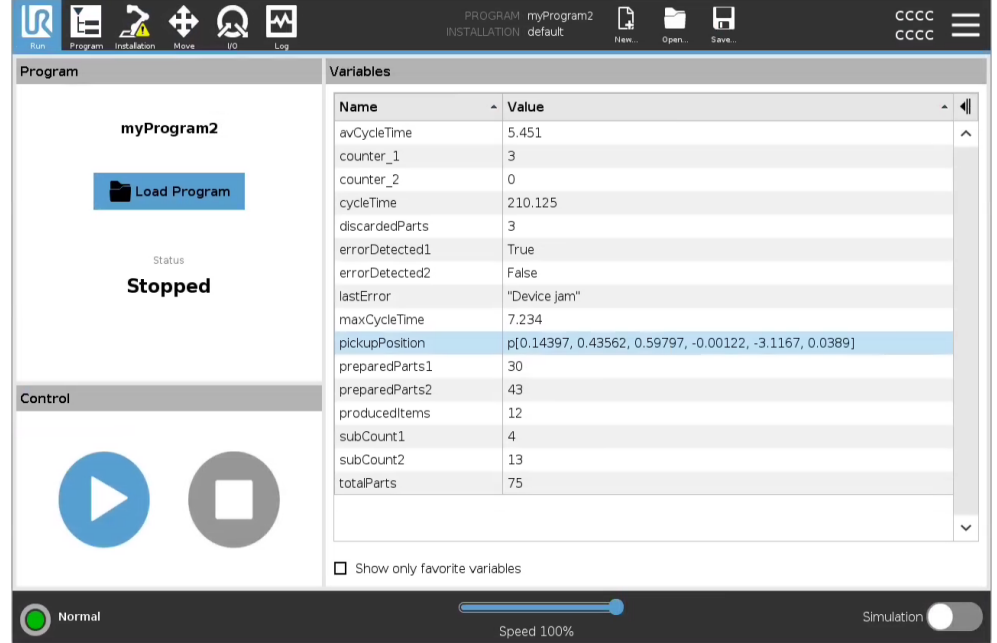 UR
Run
Program
Installation
Move
I/O
Log
PROGRAM myProgram2
INSTALLATION default
New...
Open...
Save...
CCCC
CCCC
Program
myProgram2
Load Program
Status
Stopped
Control
Variables
Name Value
avCycleTime 5.451
counter_1 3
counter_2 0
cycleTime 210.125
discardedParts 3
errorDetected1 True
errorDetected2 False
lastError "Device jam"
maxCycleTime 7.234
pickupPosition p[0.14397, 0.43562, 0.59797, -0.00122, -3.1167, 0.0389]
preparedParts1 30
preparedParts2 43
producedItems 12
subCount1 4
subCount2 13
totalParts 75
Show only favorite variables
Normal
Speed 100%
Simulation